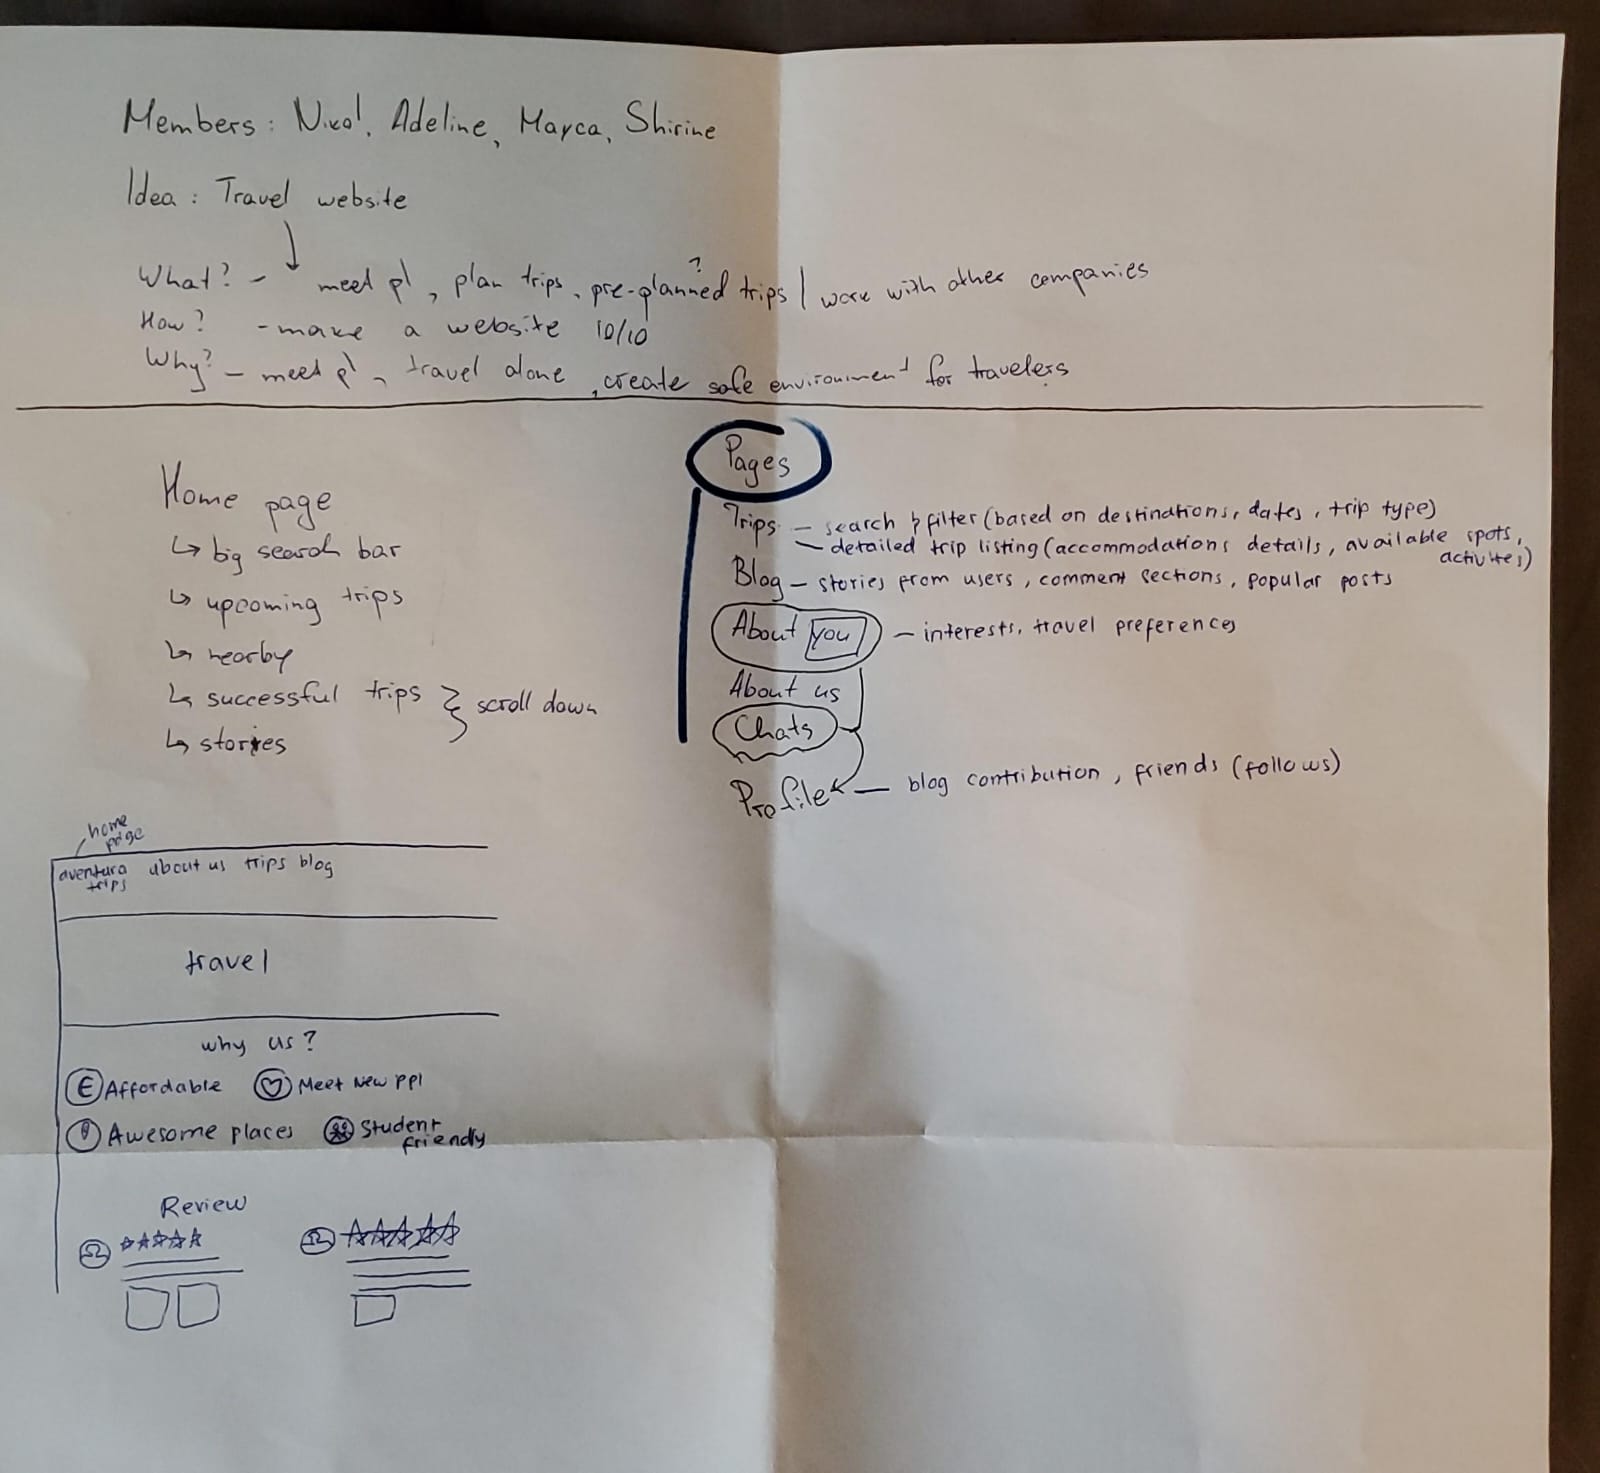 Members: Nikol, Adeline, Mayca, Shirine
Idea: Travel website
What? - meet pl, plan trips, pre-planned trips / work with other companies
?
How? - make a website 10/10
Why? - meet pl, travel alone, create safe environment for travelers
Home page
↳ big search bar
↳ upcoming trips
↳ nearby
↳ successful trips } scroll down
↳ stories
Pages
Trips - search & filter (based on destinations, dates, trip type)
- detailed trip listing (accommodations details, available spots,
activites)
Blog - stories from users, comment sections, popular posts
About you - interests, travel preferences
About us
Chats
Profile - blog contribution, friends (follows)
home
page
aventura about us trips blog
trips
travel
why us?
€ Affordable Meet New ppl
Awesome places Student
friendly
Review